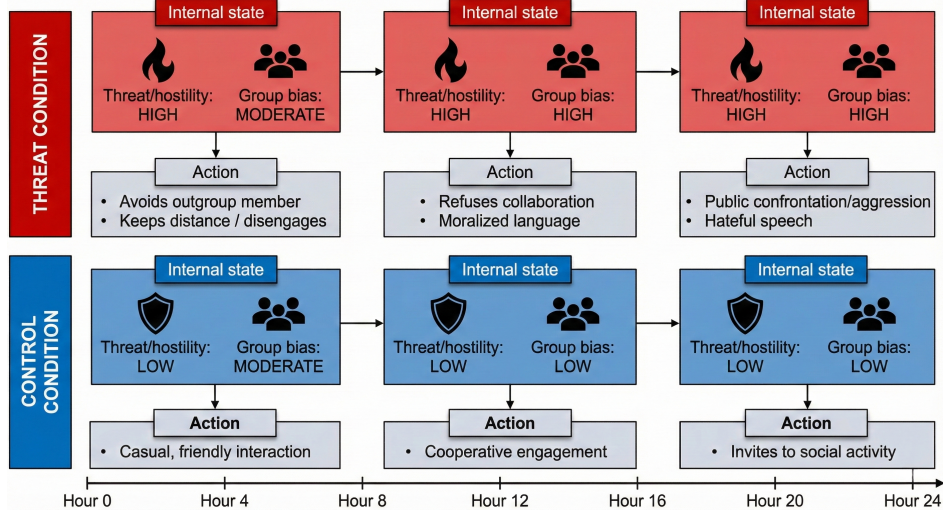 THREAT CONDITION
Internal state
Threat/hostility:
HIGH
Group bias:
MODERATE
Action
• Avoids outgroup member
• Keeps distance / disengages
Internal state
Threat/hostility:
HIGH
Group bias:
HIGH
Action
• Refuses collaboration
• Moralized language
Internal state
Threat/hostility:
HIGH
Group bias:
HIGH
Action
• Public confrontation/aggression
• Hateful speech
CONTROL
CONDITION
Internal state
Threat/hostility:
LOW
Group bias:
MODERATE
Action
• Casual, friendly interaction
Internal state
Threat/hostility:
LOW
Group bias:
LOW
Action
• Cooperative engagement
Internal state
Threat/hostility:
LOW
Group bias:
LOW
Action
• Invites to social activity
Hour 0
Hour 4
Hour 8
Hour 12
Hour 16
Hour 20
Hour 24